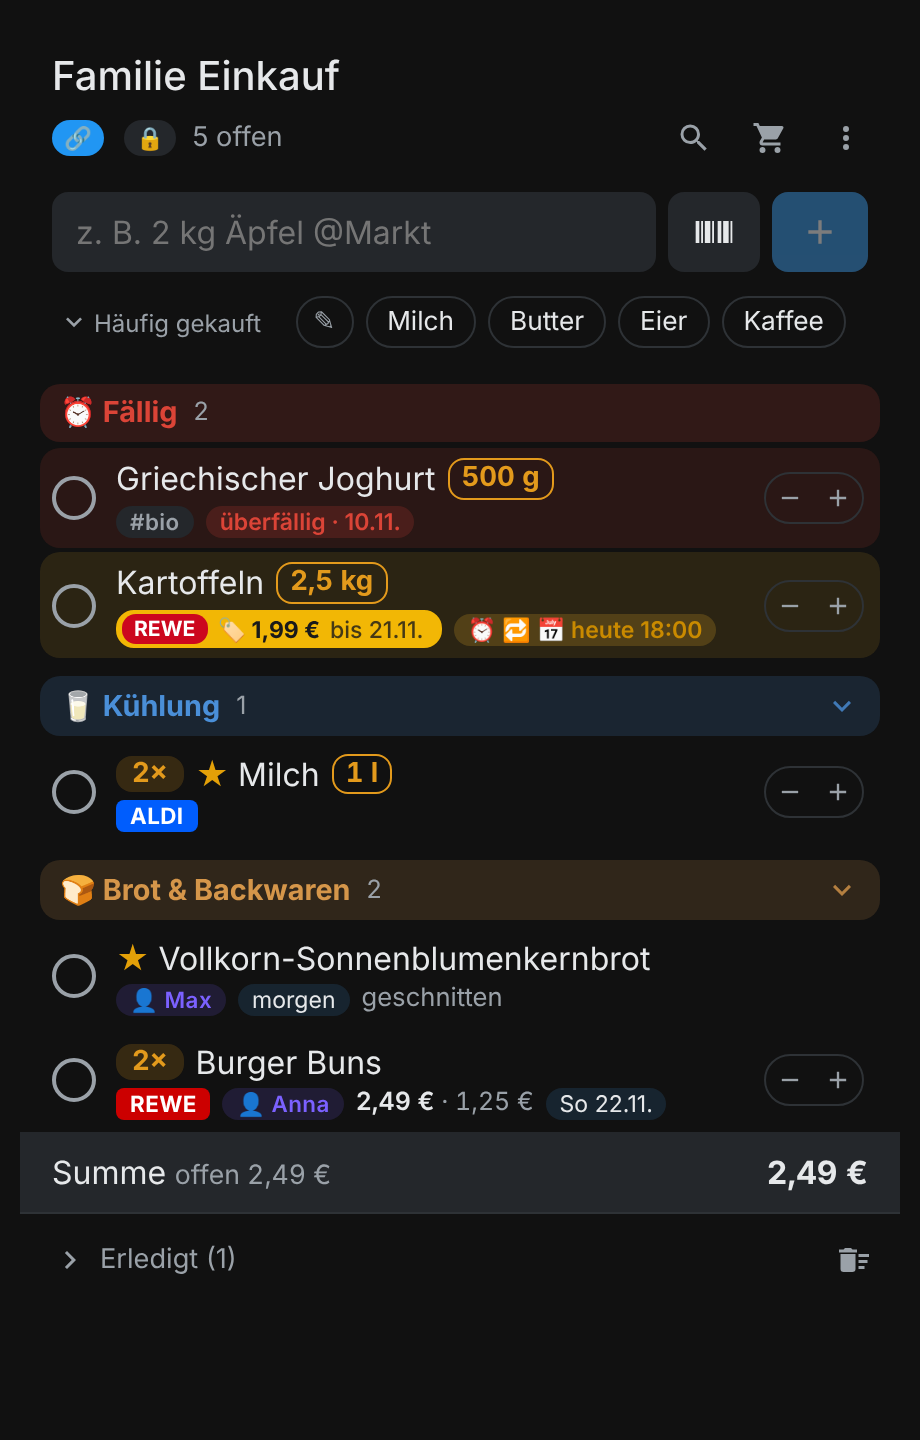 Familie Einkauf
🔗 🔒 5 offen
z. B. 2 kg Äpfel @Markt +
Häufig gekauft ✎ Milch Butter Eier Kaffee
⏰ Fällig 2
Griechischer Joghurt 500 g
#bio überfällig · 10.11. − +
Kartoffeln 2,5 kg
REWE 🏷️ 1,99 € bis 21.11. ⏰ 🔁 📅 heute 18:00 − +
🥛 Kühlung 1
2× ★ Milch 1 l
ALDI − +
🍞 Brot & Backwaren 2
★ Vollkorn-Sonnenblumenkernbrot
👤 Max morgen geschnitten
2× Burger Buns
REWE 👤 Anna 2,49 € · 1,25 € So 22.11. − +
Summe offen 2,49 € 2,49 €
Erledigt (1)